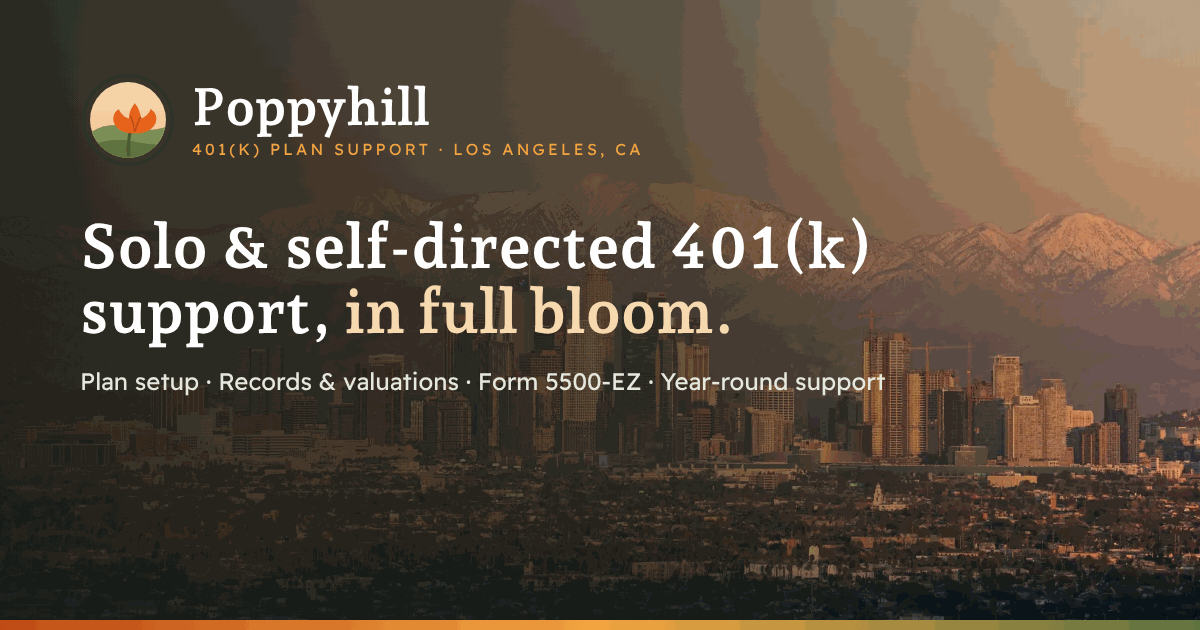 Poppyhill
401(K) PLAN SUPPORT · LOS ANGELES, CA
Solo & self-directed 401(k)
support, in full bloom.
Plan setup · Records & valuations · Form 5500-EZ · Year-round support